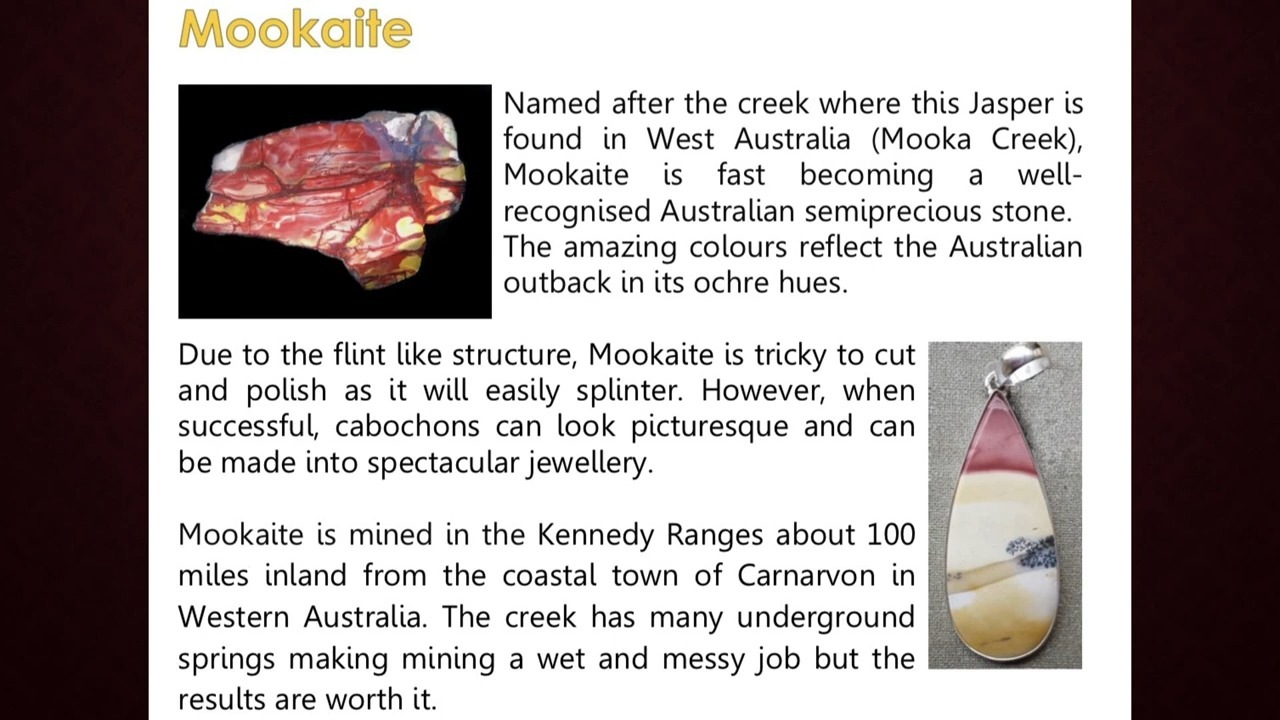 Mookaite
Named after the creek where this Jasper is
found in West Australia (Mooka Creek),
Mookaite is fast becoming a well-
recognised Australian semiprecious stone.
The amazing colours reflect the Australian
outback in its ochre hues.
Due to the flint like structure, Mookaite is tricky to cut
and polish as it will easily splinter. However, when
successful, cabochons can look picturesque and can
be made into spectacular jewellery.
Mookaite is mined in the Kennedy Ranges about 100
miles inland from the coastal town of Carnarvon in
Western Australia. The creek has many underground
springs making mining a wet and messy job but the
results are worth it.